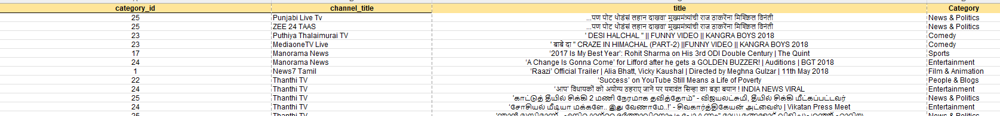 category_id channel_title title Category
25 Punjabi Live Tv ...पण पोट थोडंसं लहान दाखवा' मुख्यमंत्र्यांची राज ठाकरेंना मिश्किल विनंती News & Politics
25 ZEE 24 TAAS ...पण पोट थोडंसं लहान दाखवा' मुख्यमंत्र्यांची राज ठाकरेंना मिश्किल विनंती News & Politics
23 Puthiya Thalaimurai TV ' DESI HALCHAL " || FUNNY VIDEO || KANGRA BOYS 2018 Comedy
23 MediaoneTV Live ' बाबे दा " CRAZE IN HIMACHAL (PART-2) ||FUNNY VIDEO || KANGRA BOYS 2018 Comedy
17 Manorama News ‘2017 Is My Best Year’: Rohit Sharma on His 3rd ODI Double Century | The Quint Sports
24 Manorama News ‘A Change Is Gonna Come’ for Lifford after he gets a GOLDEN BUZZER! | Auditions | BGT 2018 Entertainment
1 News7 Tamil ‘Raazi’ Official Trailer | Alia Bhatt, Vicky Kaushal | Directed by Meghna Gulzar | 11th May 2018 Film & Animation
22 Thanthi TV ‘Success’ on YouTube Still Means a Life of Poverty People & Blogs
24 Thanthi TV ‘आप’ विधायकों को अयोग्य ठहराए जाने पर यशवंत सिन्हा का बड़ा बयान ! INDIA NEWS VIRAL Entertainment
25 Thanthi TV ‘காட்டுத் தீயில் சிக்கி 2 மணி நேரமாக தவித்தோம்" - விஜயலட்சுமி, தீயில் சிக்கி மீட்கப்பட்டவர் News & Politics
24 Thanthi TV ‘சோசியல் மீடியா மக்களே.. இது வேணாமே..!’ - சிவகார்த்திகேயன் அட்வைஸ் | Vikatan Press Meet Entertainment
25 Thanthi TV News & Politics